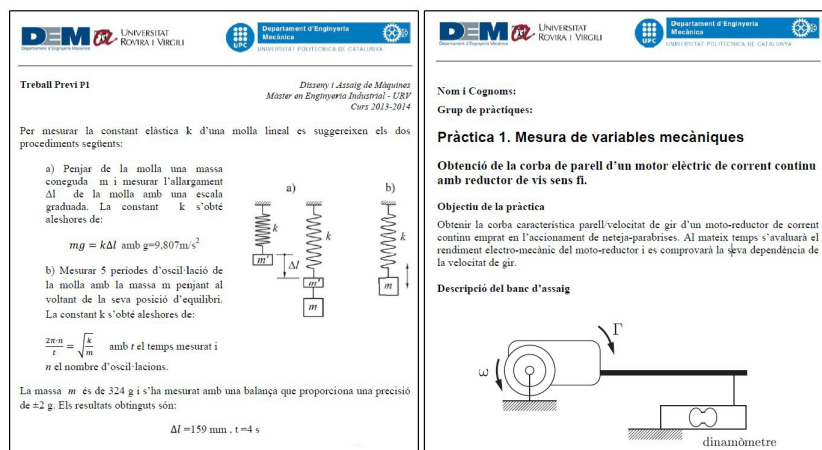 DEM UNIVERSITAT
ROVIRA I VIRGILI
Departament d'Enginyeria Mecànica
UPC
Departament d'Enginyeria
Mecànica
UNIVERSITAT POLITÈCNICA DE CATALUNYA
Treball Previ P1
Disseny i Assaig de Màquines
Màster en Enginyeria Industrial - URV
Curs 2013-2014
Per mesurar la constant elàstica k d'una molla lineal es suggereixen els dos
procediments següents:
a) Penjar de la molla una massa
coneguda m i mesurar l'allargament
Δl de la molla amb una escala
graduada. La constant k s'obté
aleshores de:
mg = kΔl amb g=9,807m/s²
b) Mesurar 5 períodes d'oscil·lació de
la molla amb la massa m penjant al
voltant de la seva posició d'equilibri.
La constant k s'obté aleshores de:
2π·n/t = √(k/m) amb t el temps mesurat i
n el nombre d'oscil·lacions.
a)
b)
k
k
k
m'
Δl
m'
m
m
La massa m és de 324 g i s'ha mesurat amb una balança que proporciona una precisió
de ±2 g. Els resultats obtinguts són:
Δl =159 mm , t =4 s
DEM UNIVERSITAT
ROVIRA I VIRGILI
Departament d'Enginyeria Mecànica
UPC
Departament d'Enginyeria
Mecànica
UNIVERSITAT POLITÈCNICA DE CATALUNYA
Nom i Cognoms:
Grup de pràctiques:
Pràctica 1. Mesura de variables mecàniques
Obtenció de la corba de parell d'un motor elèctric de corrent continu
amb reductor de vis sens fi.
Objectiu de la pràctica
Obtenir la corba característica parell/velocitat de gir d'un moto-reductor de corrent
continu emprat en l'accionament de neteja-parabrises. Al mateix temps s'avaluarà el
rendiment electro-mecànic del moto-reductor i es comprovarà la seva dependència de
la velocitat de gir.
Descripció del banc d'assaig
Γ
ω
dinamòmetre